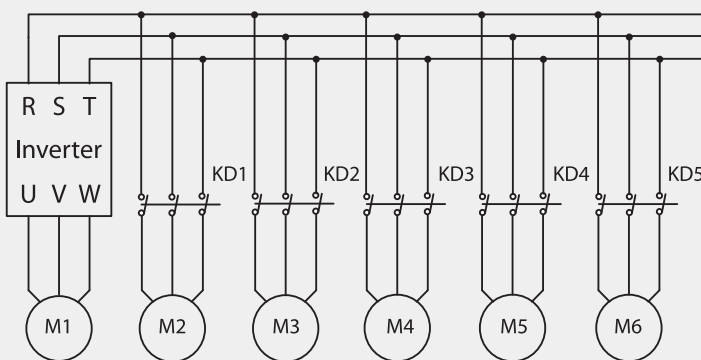 R S T
Inverter
U V W
KD1 KD2 KD3 KD4 KD5
M1 M2 M3 M4 M5 M6